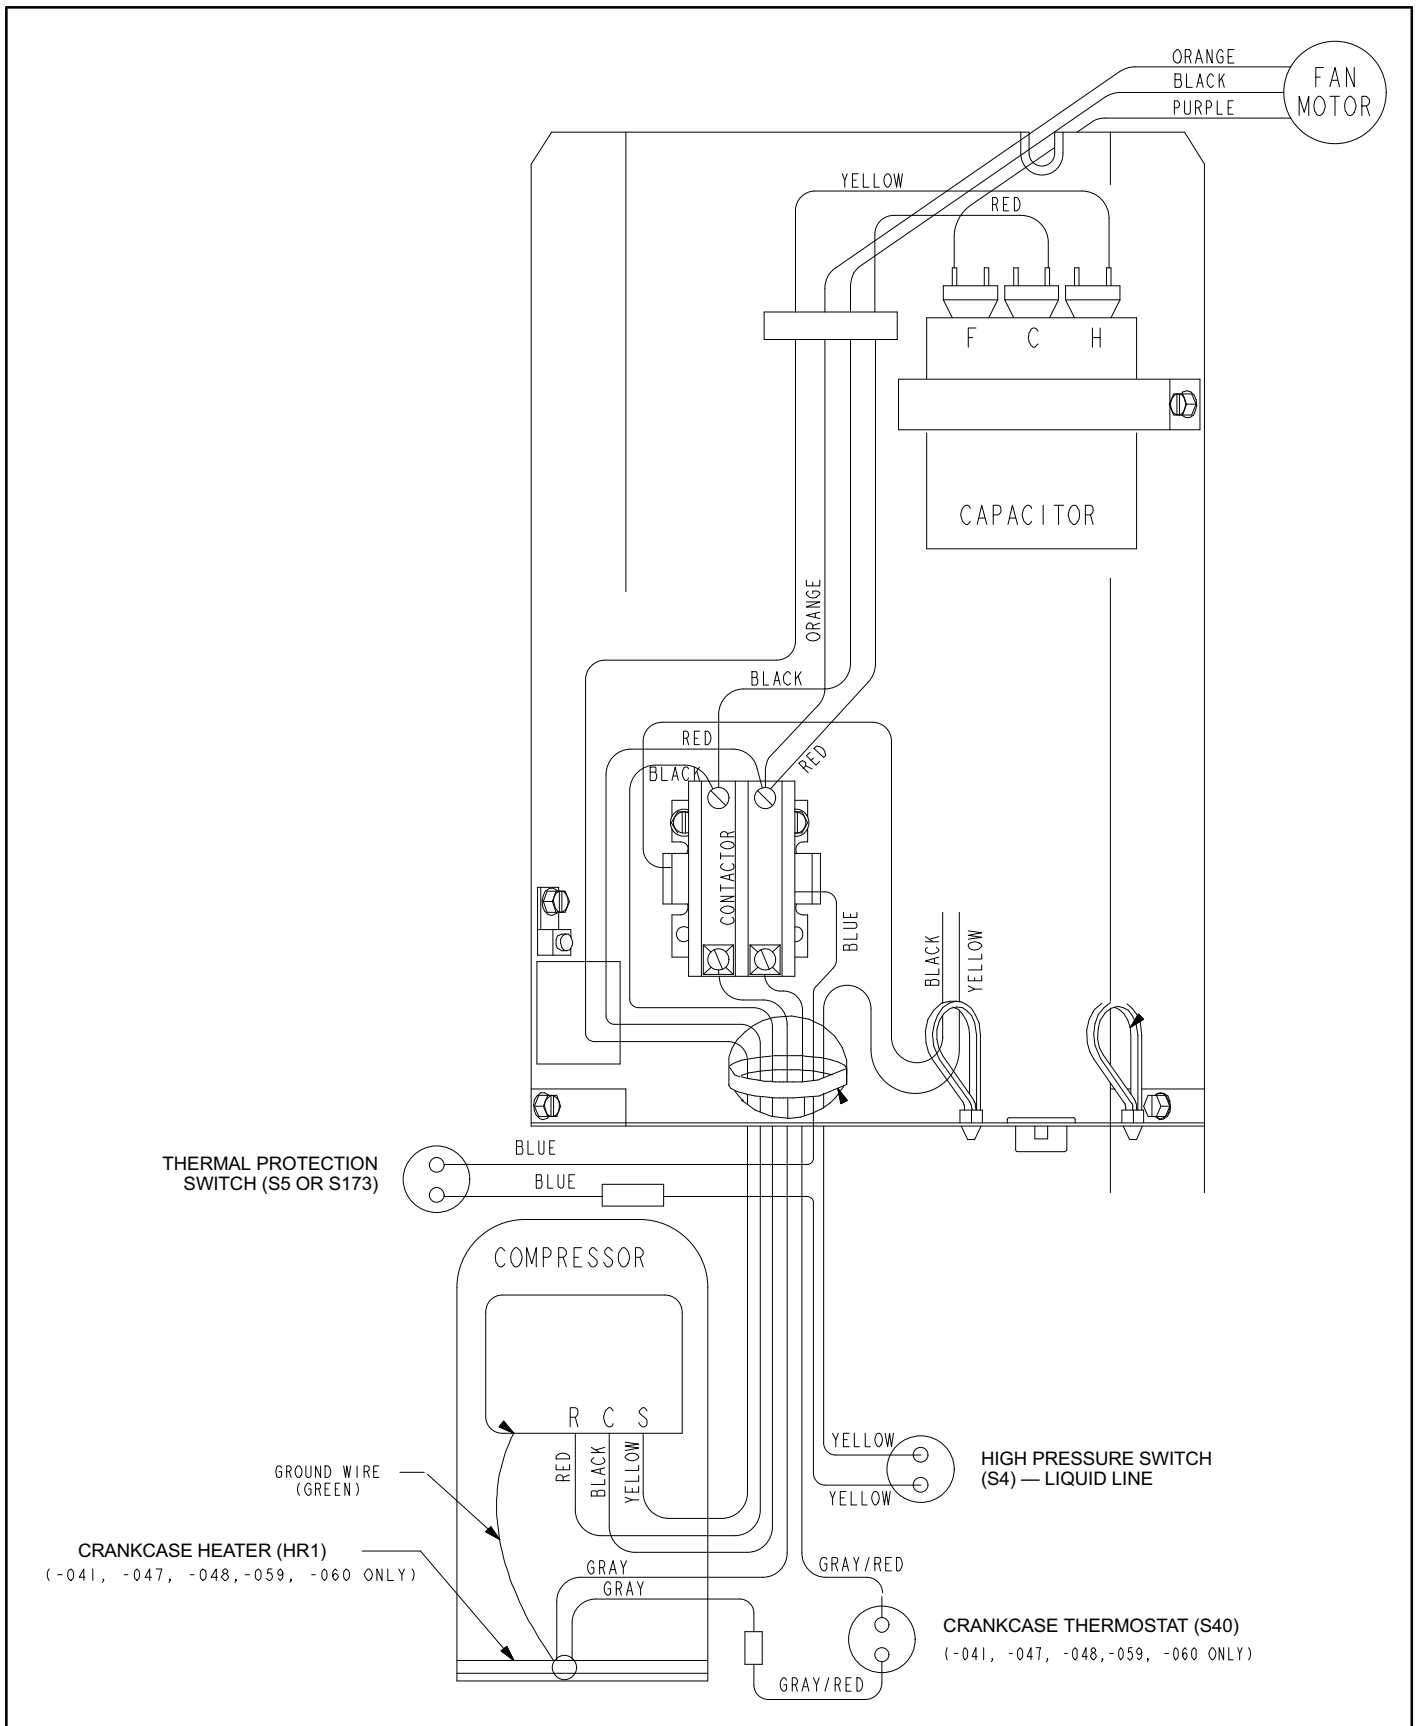 ORANGE
BLACK
PURPLE
FAN
MOTOR
YELLOW
RED
F C H
CAPACITOR
ORANGE
BLACK
RED
RED
BLACK
CONTACTOR
BLUE
BLACK
YELLOW
BLUE
THERMAL PROTECTION
SWITCH (S5 OR S173)
BLUE
COMPRESSOR
R C S
RED
BLACK
YELLOW
YELLOW
HIGH PRESSURE SWITCH
(S4) — LIQUID LINE
YELLOW
GROUND WIRE
(GREEN)
CRANKCASE HEATER (HR1)
(-041, -047, -048,-059, -060 ONLY)
GRAY
GRAY
GRAY/RED
CRANKCASE THERMOSTAT (S40)
(-041, -047, -048,-059, -060 ONLY)
GRAY/RED